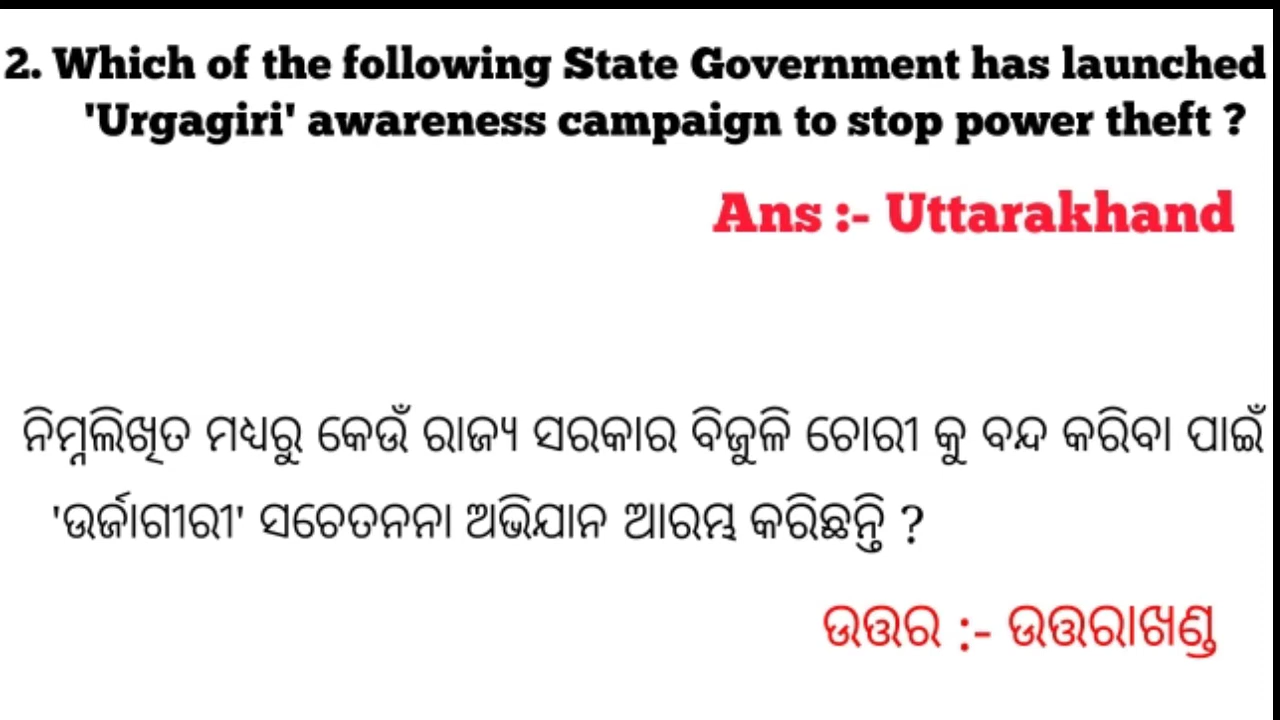 2. Which of the following State Government has launched
'Urgagiri' awareness campaign to stop power theft ?
Ans :- Uttarakhand
ନିମ୍ନଲିଖିତ ମଧ୍ୟରୁ କେଉଁ ରାଜ୍ୟ ସରକାର ବିଜୁଳି ଚୋରୀ କୁ ବନ୍ଦ କରିବା ପାଇଁ
'ଉର୍ଜାଗୀରୀ' ସଚେତନନା ଅଭିଯାନ ଆରମ୍ଭ କରିଛନ୍ତି ?
ଉତ୍ତର :- ଉତ୍ତରାଖଣ୍ଡ